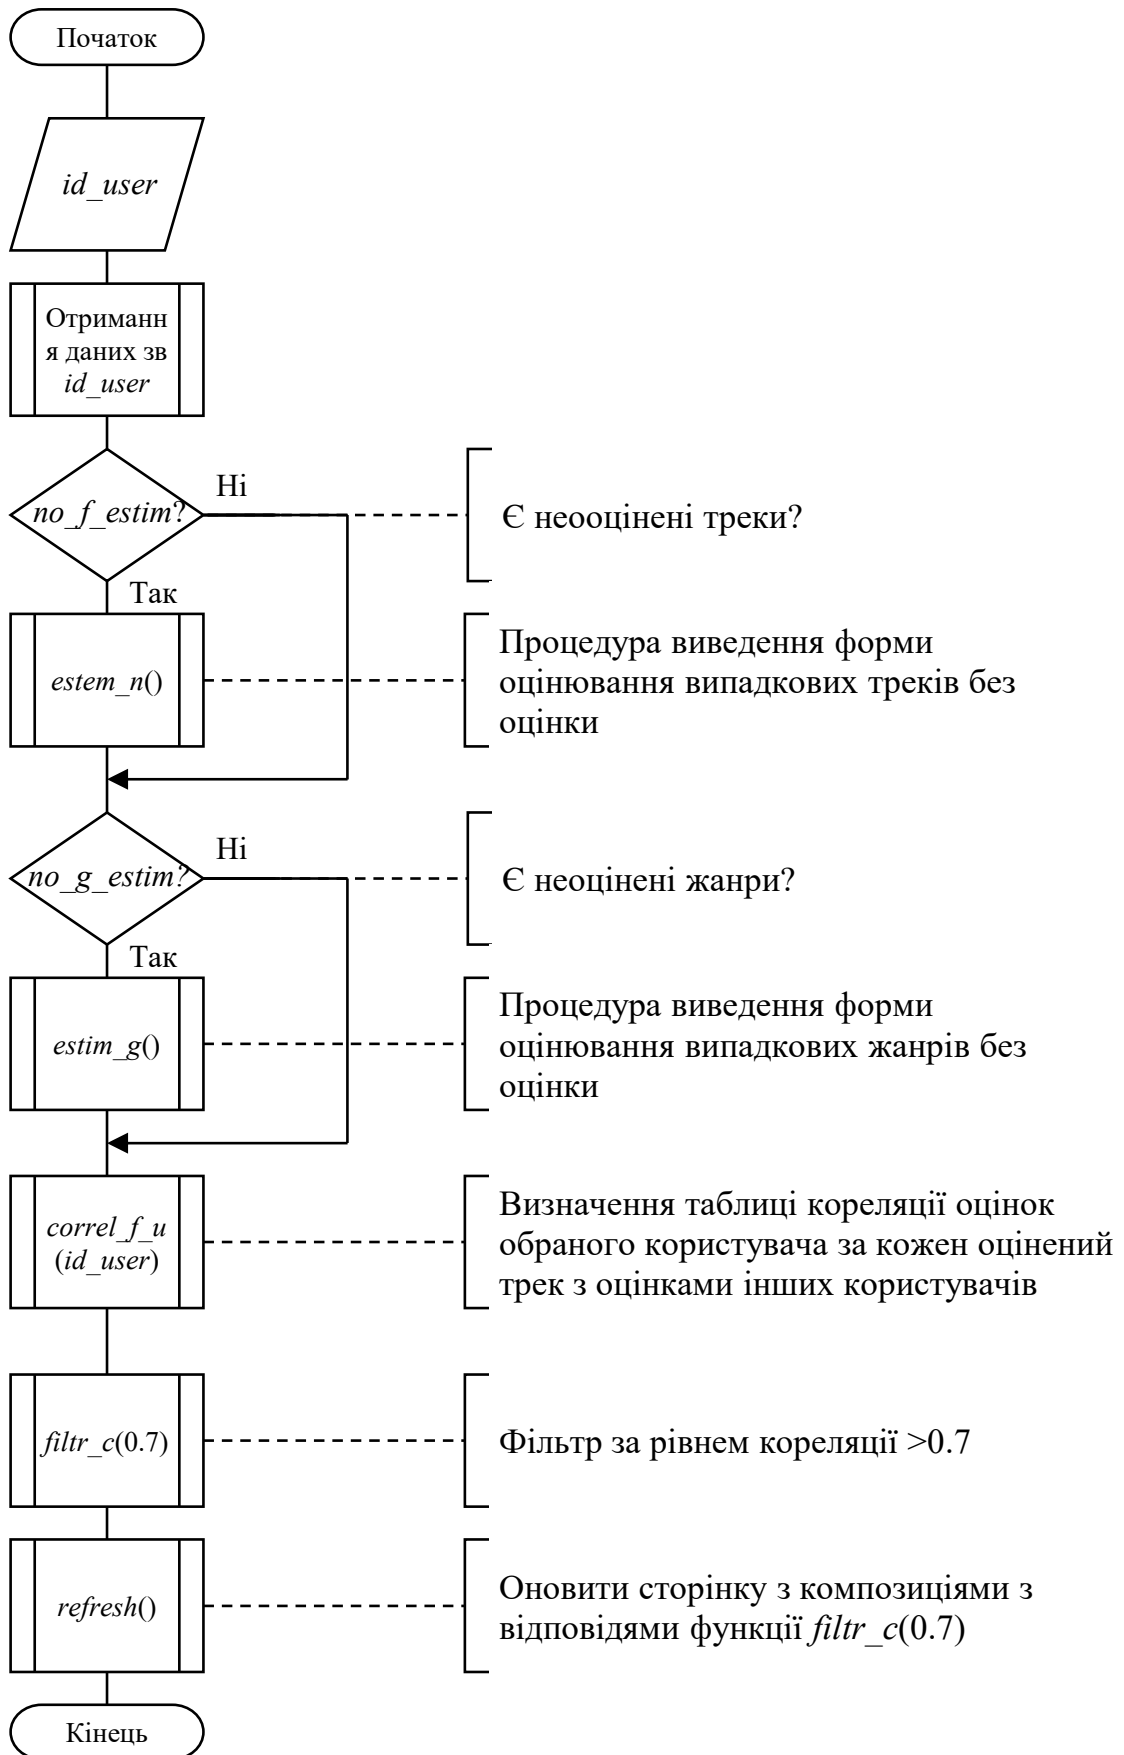 Початок
id_user
Отриманн
я даних зв
id_user
no_f_estim?
Ні
Є неооцінені треки?
Так
estem_n()
Процедура виведення форми
оцінювання випадкових треків без
оцінки
no_g_estim?
Ні
Є неоцінені жанри?
Так
estim_g()
Процедура виведення форми
оцінювання випадкових жанрів без
оцінки
correl_f_u
(id_user)
Визначення таблиці кореляції оцінок
обраного користувача за кожен оцінений
трек з оцінками інших користувачів
filtr_c(0.7)
Фільтр за рівнем кореляції >0.7
refresh()
Оновити сторінку з композиціями з
відповідями функції filtr_c(0.7)
Кінець